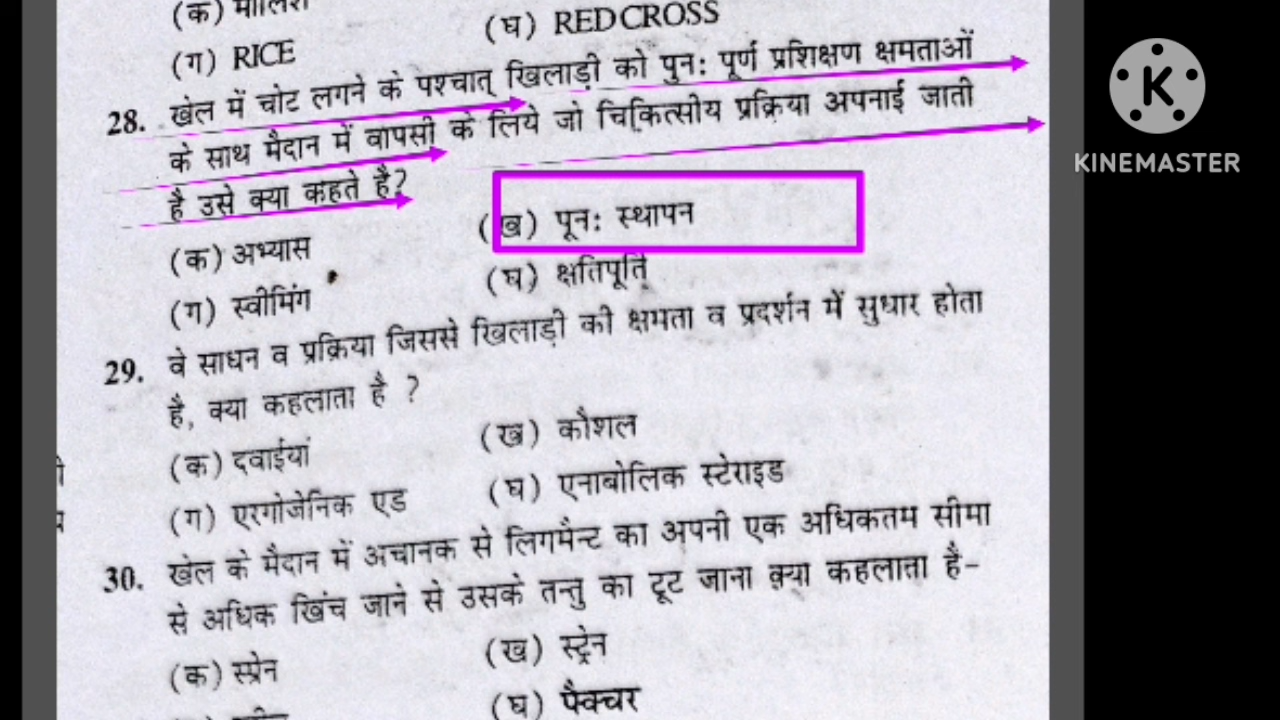 (क) मालिश
(घ) REDCROSS
(ग) RICE
28. खेल में चोट लगने के पश्चात् खिलाड़ी को पुनः पूर्ण प्रशिक्षण क्षमताओं
के साथ मैदान में वापसी के लिये जो चिकित्सीय प्रक्रिया अपनाई जाती
है उसे क्या कहते है?
(क) अभ्यास (ख) पूनः स्थापन
(ग) स्वीमिंग (घ) क्षतिपूर्ति
29. वे साधन व प्रक्रिया जिससे खिलाड़ी की क्षमता व प्रदर्शन में सुधार होता
है, क्या कहलाता है ?
(क) दवाईयां (ख) कौशल
(ग) एरगोजेनिक एड (घ) एनाबोलिक स्टेराइड
30. खेल के मैदान में अचानक से लिगमैन्ट का अपनी एक अधिकतम सीमा
से अधिक खिंच जाने से उसके तन्तु का टूट जाना क्या कहलाता है-
(क) स्प्रेन (ख) स्ट्रेन
(घ) फ्रैक्चर
K
KINEMASTER